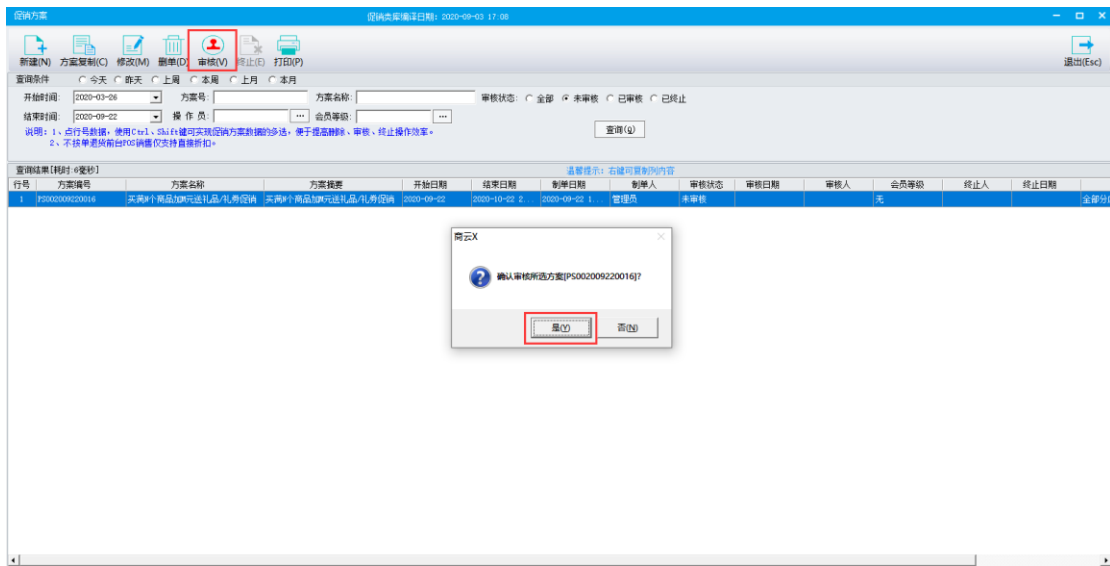 促销方案 促销类库编译日期: 2020-09-03 17:08
新建(N) 方案复制(C) 修改(M) 删单(D) 审核(V) 终止(E) 打印(P) 退出(Esc)
查询条件 今天 昨天 上周 本周 上月 本月
开始时间: 2020-03-26 方案号: 方案名称: 审核状态: 全部 未审核 已审核 已终止
结束时间: 2020-09-22 操 作 员: ... 会员等级: ... 查询(Q)
说明: 1、点行号数据, 使用Ctrl、Shift键可实现促销方案数据的多选, 便于提高删除、审核、终止操作效率。
2、不按单退货前台POS销售仅支持直接折扣。
查询结果[耗时:6毫秒] 温馨提示: 右键可复制列内容
行号 方案编号 方案名称 方案摘要 开始日期 结束日期 制单日期 制单人 审核状态 审核日期 审核人 会员等级 终止人 终止日期
1 PS002009220016 买满N个商品加M元送礼品/礼券促销 买满N个商品加M元送礼品/礼券促销 2020-09-22 2020-10-22 2... 2020-09-22 1... 管理员 未审核 无 全部分
商云X
确认审核所选方案[PS002009220016]?
是(Y) 否(N)